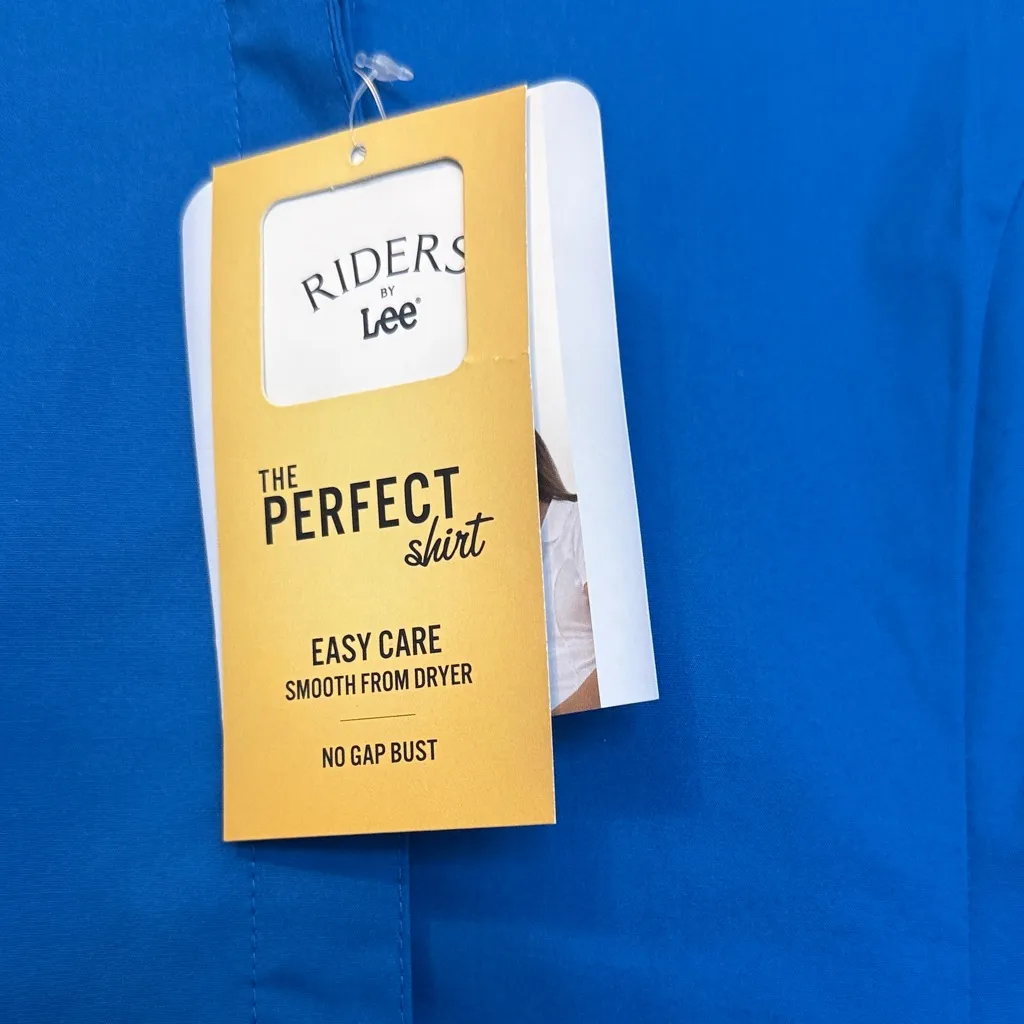 RIDERS
BY
Lee®
THE
PERFECT
shirt
EASY CARE
SMOOTH FROM DRYER
NO GAP BUST